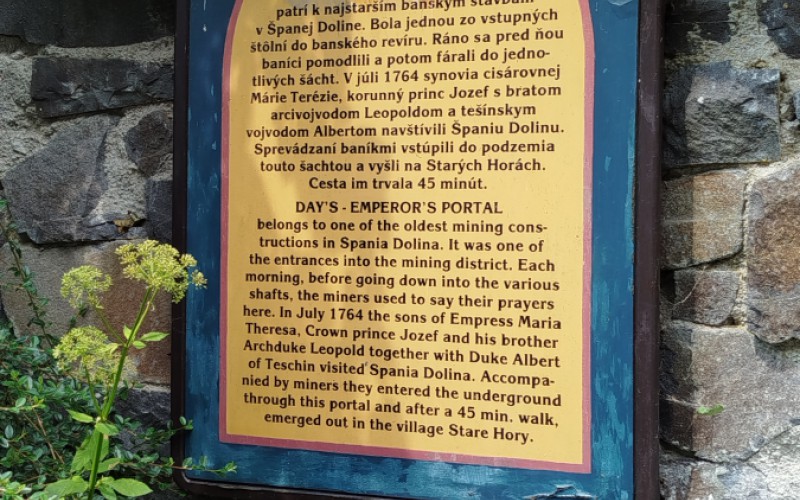 patrí k najstarším banským stavbám
v Španej Doline. Bola jednou zo vstupných
štôlní do banského revíru. Ráno sa pred ňou
baníci pomodlili a potom fárali do jedno-
tlivých šácht. V júli 1764 synovia cisárovnej
Márie Terézie, korunný princ Jozef s bratom
arcivojvodom Leopoldom a tešínskym
vojvodom Albertom navštívili Španiu Dolinu.
Sprevádzaní baníkmi vstúpili do podzemia
touto šachtou a vyšli na Starých Horách.
Cesta im trvala 45 minút.
DAY'S - EMPEROR'S PORTAL
belongs to one of the oldest mining cons-
tructions in Spania Dolina. It was one of
the entrances into the mining district. Each
morning, before going down into the various
shafts, the miners used to say their prayers
here. In July 1764 the sons of Empress Maria
Theresa, Crown prince Jozef and his brother
Archduke Leopold together with Duke Albert
of Teschin visited Spania Dolina. Accompa-
nied by miners they entered the underground
through this portal and after a 45 min. walk,
emerged out in the village Stare Hory.